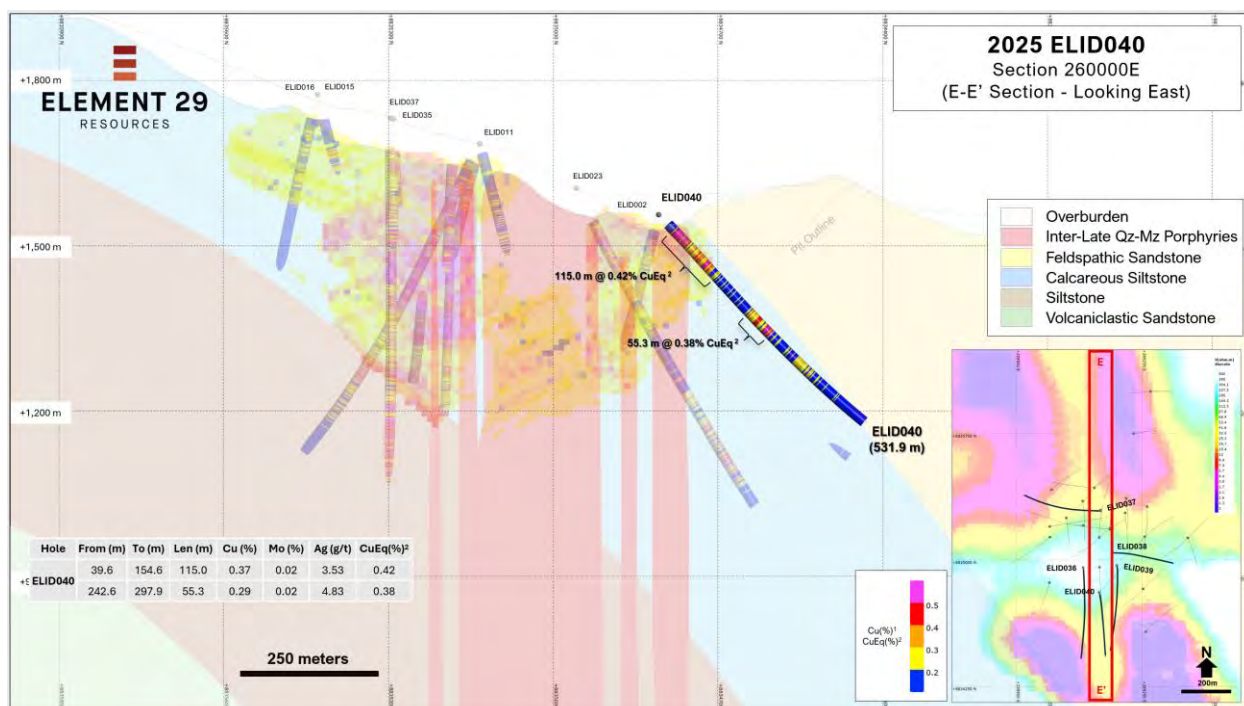 2025 ELID040
Section 260000E
(E-E’ Section - Looking East)
ELEMENT 29
RESOURCES
+1,800 m
+1,500 m
+1,200 m
ELID016
ELID015
ELID037
ELID035
ELID011
ELID023
ELID002
ELID040
Pit Outline
115.0 m @ 0.42% CuEq ²
55.3 m @ 0.38% CuEq ²
ELID040
(531.9 m)
Overburden
Inter-Late Qz-Mz Porphyries
Feldspathic Sandstone
Calcareous Siltstone
Siltstone
Volcaniclastic Sandstone
Hole From (m) To (m) Len (m) Cu (%) Mo (%) Ag (g/t) CuEq(%)²
ELID040
39.6 154.6 115.0 0.37 0.02 3.53 0.42
242.6 297.9 55.3 0.29 0.02 4.83 0.38
250 meters
Cu(%)¹
CuEq(%)²
0.5
0.4
0.3
0.2
E
ELID037
ELID038
ELID036
ELID039
ELID040
E'
N
200m